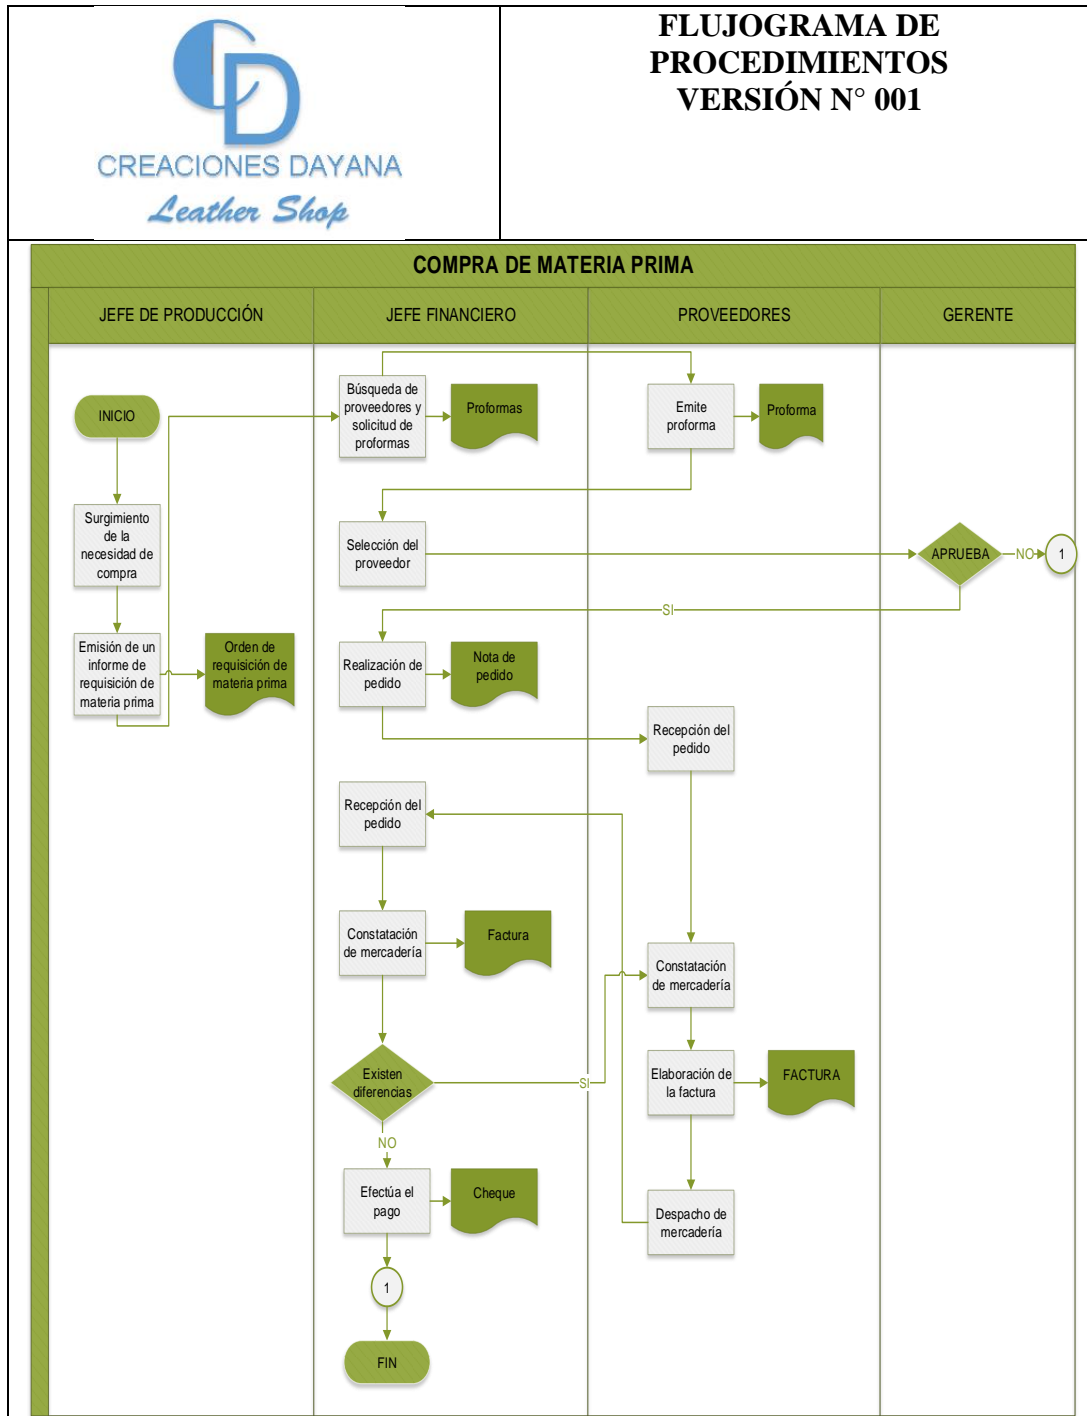 CD
CREACIONES DAYANA
Leather Shop
FLUJOGRAMA DE
PROCEDIMIENTOS
VERSIÓN N° 001
COMPRA DE MATERIA PRIMA
JEFE DE PRODUCCIÓN
JEFE FINANCIERO
PROVEEDORES
GERENTE
INICIO
Búsqueda de
proveedores y
solicitud de
proformas
Proformas
Emite
proforma
Proforma
Surgimiento
de la
necesidad de
compra
Selección del
proveedor
APRUEBA
NO
1
SI
Emisión de un
informe de
requisición de
materia prima
Orden de
requisición de
materia prima
Realización de
pedido
Nota de
pedido
Recepción del
pedido
Recepción del
pedido
Constatación
de mercadería
Factura
Constatación
de mercadería
Existen
diferencias
SI
Elaboración de
la factura
FACTURA
NO
Efectúa el
pago
Cheque
Despacho de
mercadería
1
FIN